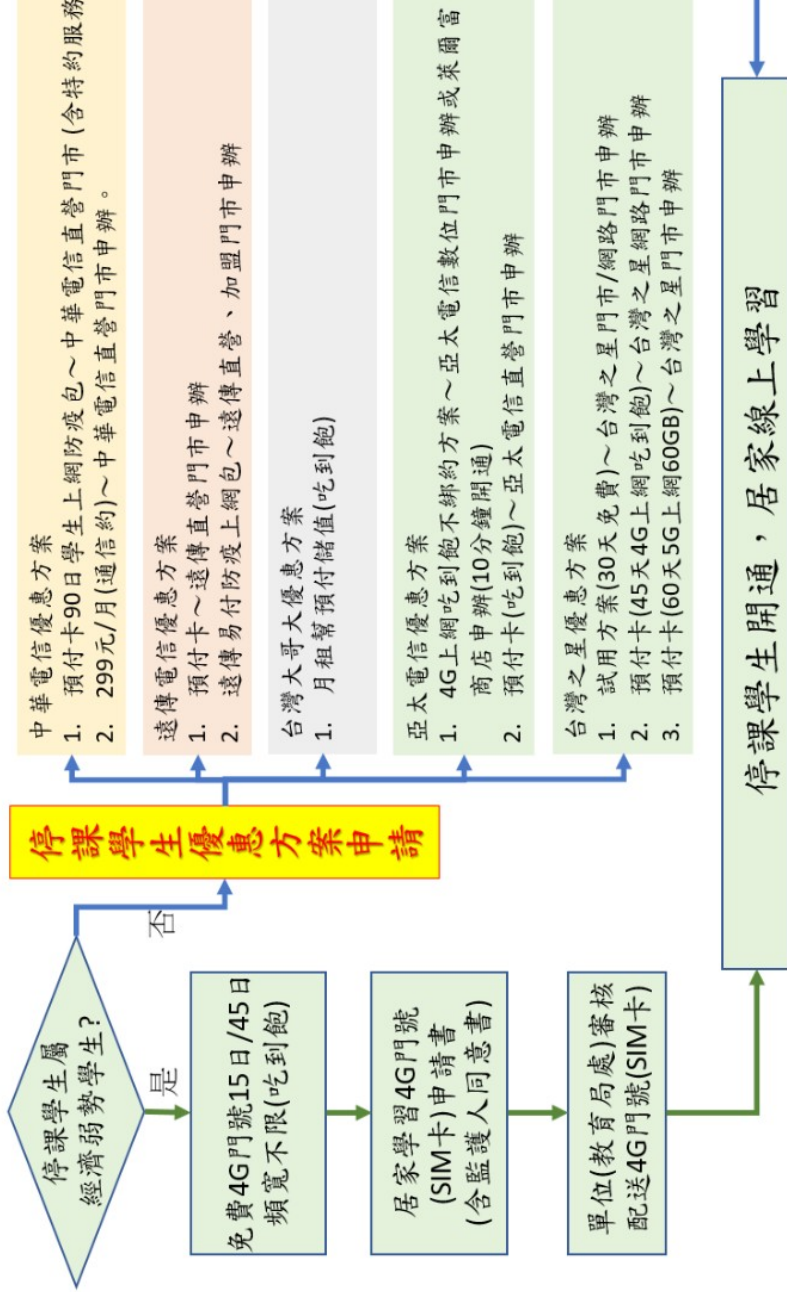 停課學生屬
經濟弱勢學生?
是
否
免費4G門號15日/45日
頻寬不限(吃到飽)
居家學習4G門號
(SIM卡)申請書
(含監護人同意書)
單位(教育局處)審核
配送4G門號(SIM卡)
停課學生優惠方案申請
中華電信優惠方案
1. 預付卡90日學生上網防疫包～中華電信直營門市(含特約服務
2. 299元/月(通信約)～中華電信直營門市申辦。
遠傳電信優惠方案
1. 預付卡～遠傳直營門市申辦
2. 遠傳易付防疫上網包～遠傳直營、加盟門市申辦
台灣大哥大優惠方案
1. 月租幫預付儲值(吃到飽)
亞太電信優惠方案
1. 4G上網吃到飽不綁約方案～亞太電信數位門市申辦或萊爾富
商店申辦(10分鐘開通)
2. 預付卡(吃到飽)～亞太電信直營門市申辦
台灣之星優惠方案
1. 試用方案(30天免費)～台灣之星門市/網路門市申辦
2. 預付卡(45天4G上網吃到飽)～台灣之星網路門市申辦
3. 預付卡(60天5G上網60GB)～台灣之星門市申辦
停課學生開通，居家線上學習